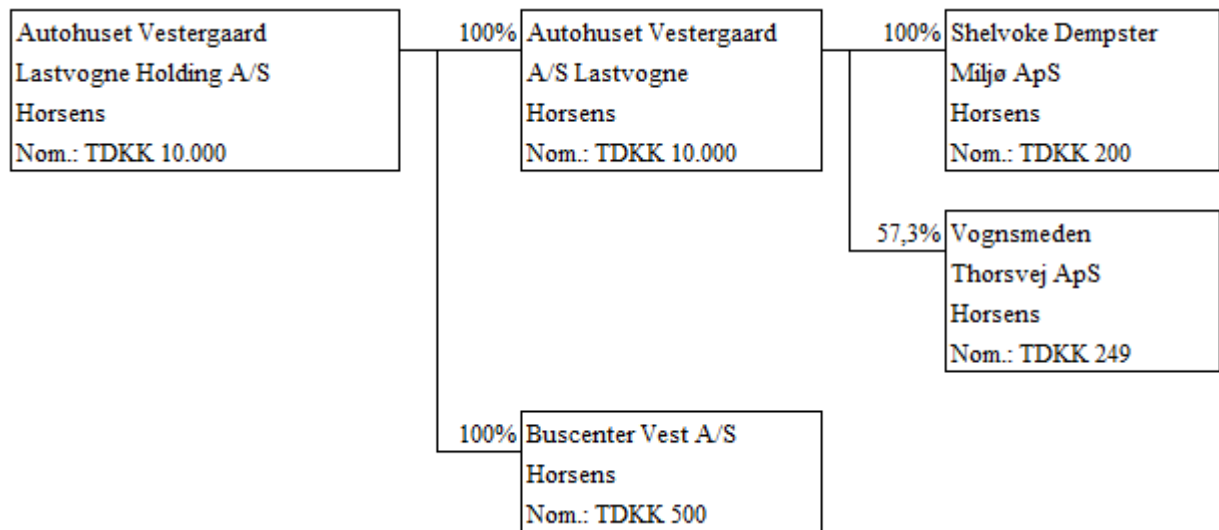 Autohuset Vestergaard
Lastvogne Holding A/S
Horsens
Nom.: TDKK 10.000
100%
Autohuset Vestergaard
A/S Lastvogne
Horsens
Nom.: TDKK 10.000
100%
Shelvoke Dempster
Miljø ApS
Horsens
Nom.: TDKK 200
57,3%
Vognsmeden
Thorsvej ApS
Horsens
Nom.: TDKK 249
100%
Buscenter Vest A/S
Horsens
Nom.: TDKK 500